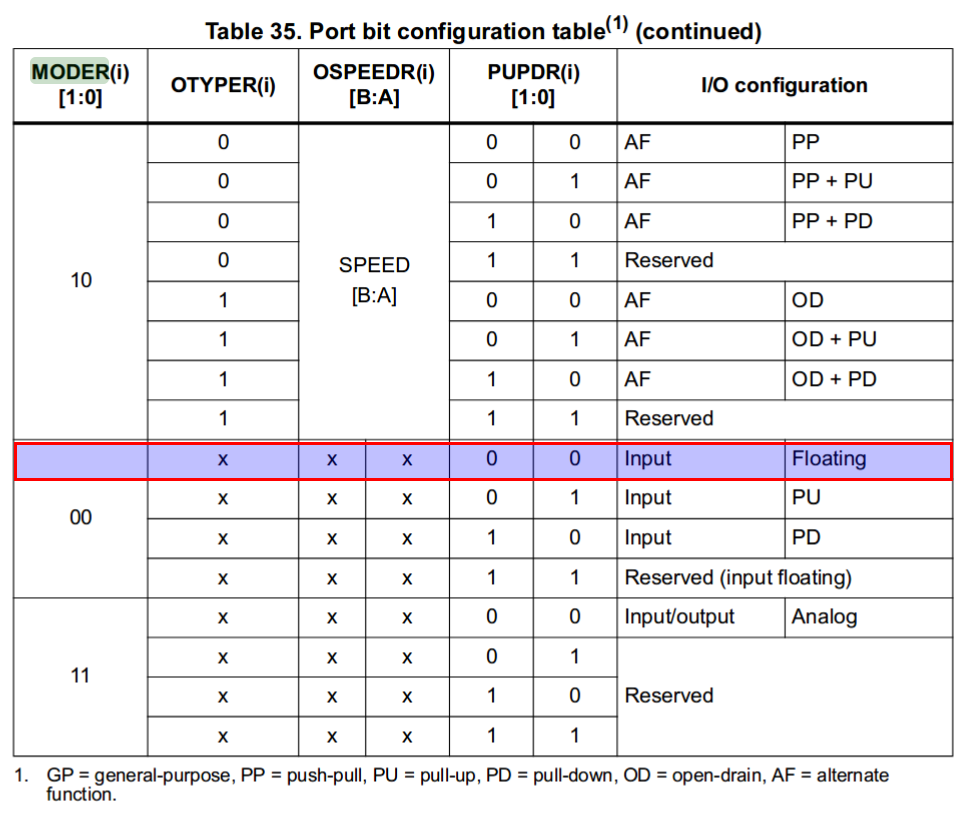 Table 35. Port bit configuration table(1) (continued)
MODER(i) [1:0] OTYPER(i) OSPEEDR(i) [B:A] PUPDR(i) [1:0] I/O configuration
10 0 SPEED [B:A] 0 0 AF PP
0 0 1 AF PP + PU
0 1 0 AF PP + PD
0 1 1 Reserved
1 0 0 AF OD
1 0 1 AF OD + PU
1 1 0 AF OD + PD
1 1 1 Reserved
00 x x x 0 0 Input Floating
x x x 0 1 Input PU
x x x 1 0 Input PD
x x x 1 1 Reserved (input floating)
11 x x x 0 0 Input/output Analog
x x x 0 1 Reserved
x x x 1 0
x x x 1 1
1. GP = general-purpose, PP = push-pull, PU = pull-up, PD = pull-down, OD = open-drain, AF = alternate
function.